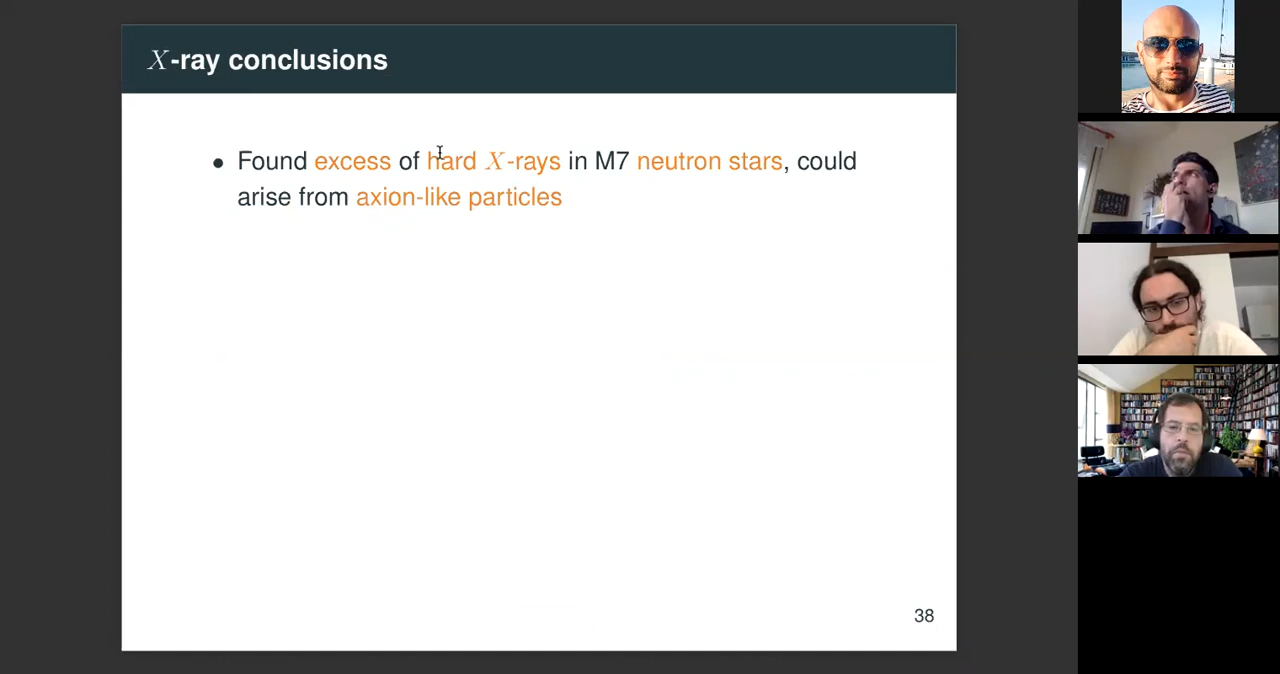 X-ray conclusions
• Found excess of hard X-rays in M7 neutron stars, could
arise from axion-like particles
38